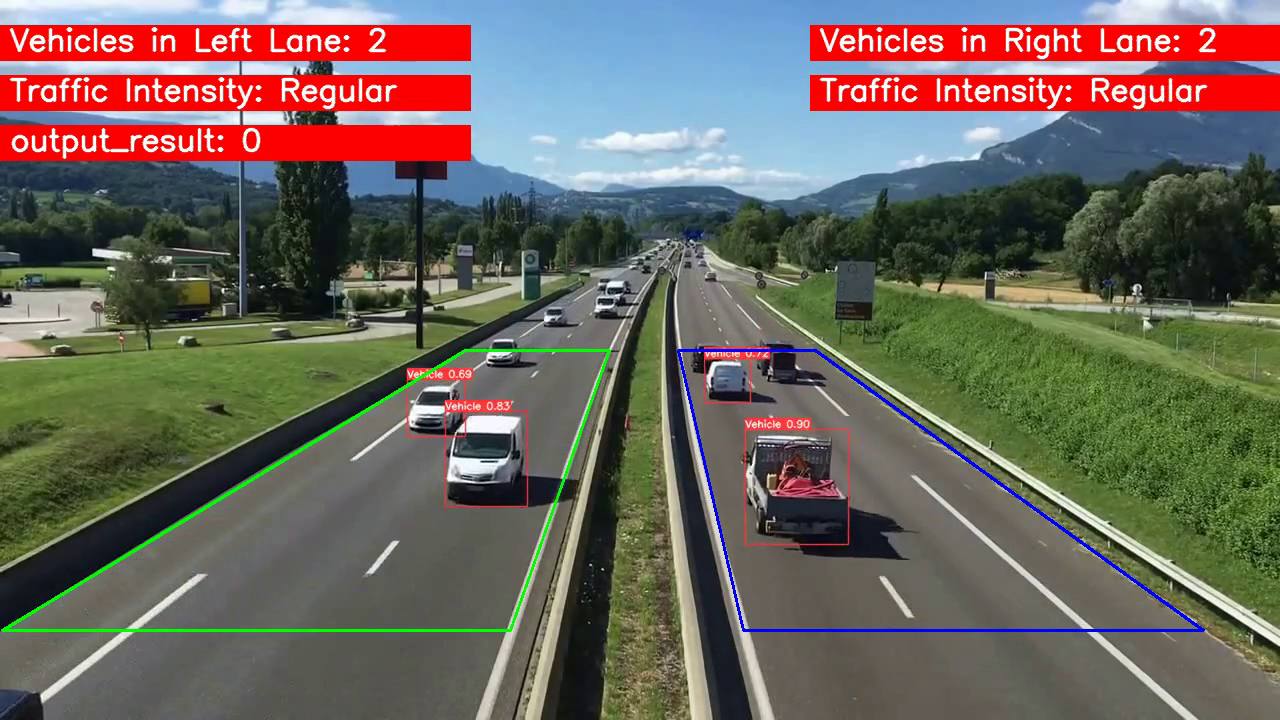 Vehicles in Left Lane: 2
Vehicles in Right Lane: 2
Traffic Intensity: Regular
Traffic Intensity: Regular
output_result: 0
Vehicle 0.72
Vehicle 0.69
Vehicle 0.83
Vehicle 0.90
bp